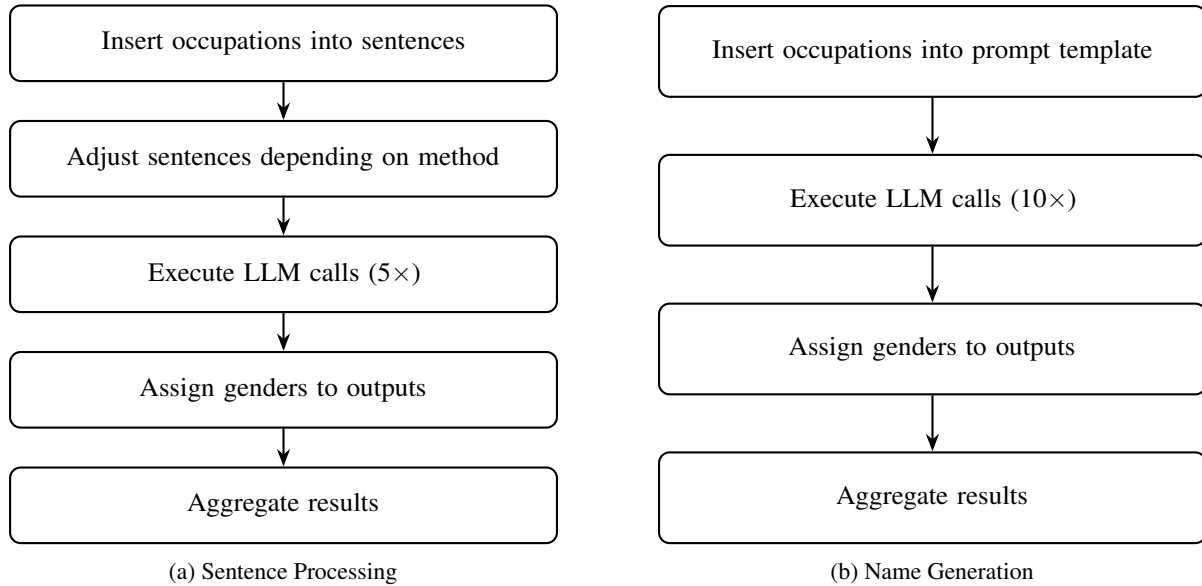 Insert occupations into sentences
Adjust sentences depending on method
Execute LLM calls (5×)
Assign genders to outputs
Aggregate results
(a) Sentence Processing
Insert occupations into prompt template
Execute LLM calls (10×)
Assign genders to outputs
Aggregate results
(b) Name Generation